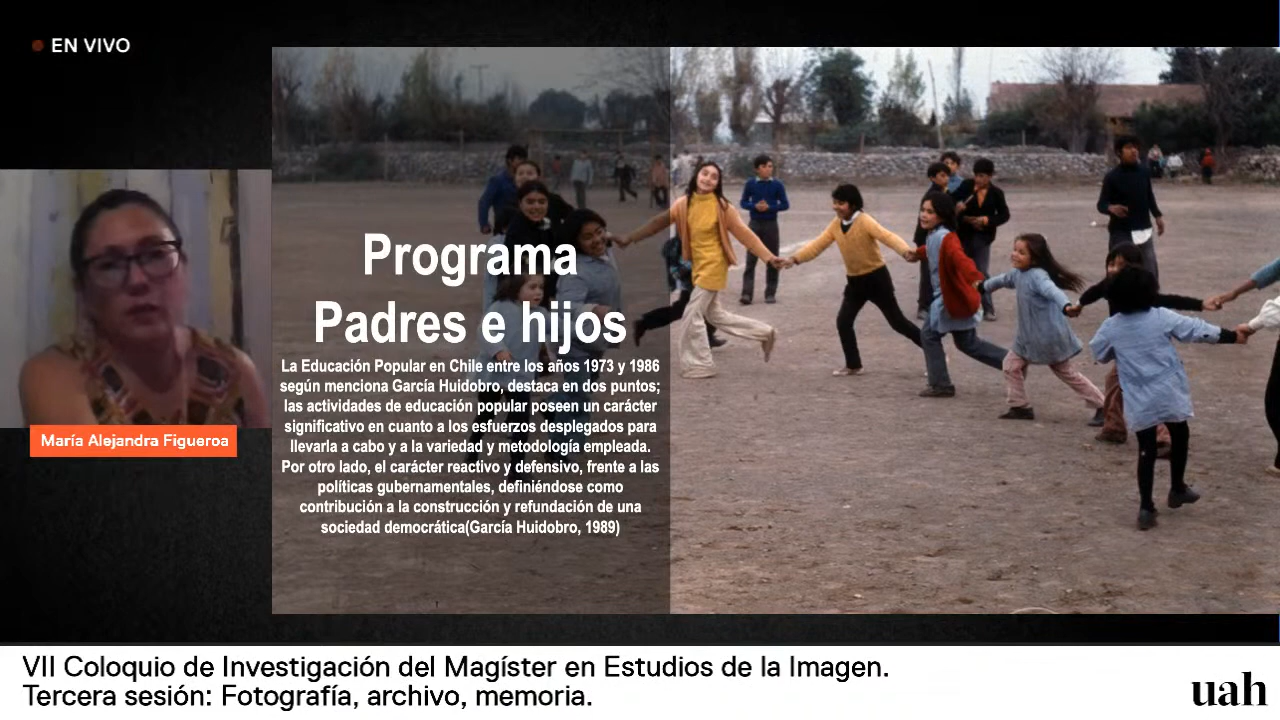 EN VIVO
Programa
Padres e hijos
La Educación Popular en Chile entre los años 1973 y 1986
según menciona García Huidobro, destaca en dos puntos;
las actividades de educación popular poseen un carácter
significativo en cuanto a los esfuerzos desplegados para
llevarla a cabo y a la variedad y metodología empleada.
Por otro lado, el carácter reactivo y defensivo, frente a las
políticas gubernamentales, definiéndose como
contribución a la construcción y refundación de una
sociedad democrática(García Huidobro, 1989)
María Alejandra Figueroa
VII Coloquio de Investigación del Magíster en Estudios de la Imagen.
Tercera sesión: Fotografía, archivo, memoria.
uah